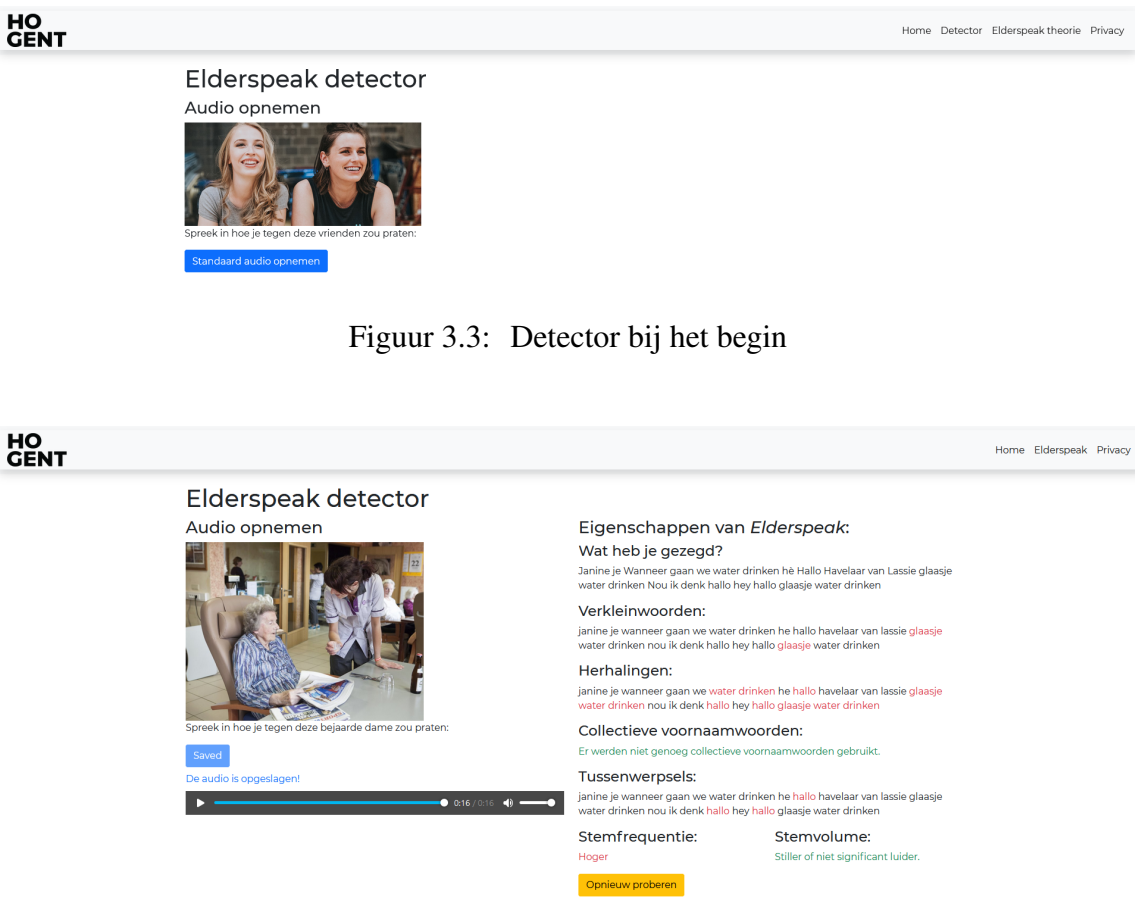 HO
GENT
Home Detector Elderspeak theorie Privacy
Elderspeak detector
Audio opnemen
Spreek in hoe je tegen deze vrienden zou praten:
Standaard audio opnemen
Figuur 3.3: Detector bij het begin
HO
GENT
Home Elderspeak Privacy
Elderspeak detector
Audio opnemen
22
Spreek in hoe je tegen deze bejaarde dame zou praten:
Saved
De audio is opgeslagen!
0:16 / 0:16
Eigenschappen van Elderspeak:
Wat heb je gezegd?
Janine je Wanneer gaan we water drinken hè Hallo Havelaar van Lassie glaasje
water drinken Nou ik denk hallo hey hallo glaasje water drinken
Verkleinwoorden:
janine je wanneer gaan we water drinken he hallo havelaar van lassie glaasje
water drinken nou ik denk hallo hey hallo glaasje water drinken
Herhalingen:
janine je wanneer gaan we water drinken he hallo havelaar van lassie glaasje
water drinken nou ik denk hallo hey hallo glaasje water drinken
Collectieve voornaamwoorden:
Er werden niet genoeg collectieve voornaamwoorden gebruikt.
Tussenwerpsels:
janine je wanneer gaan we water drinken he hallo havelaar van lassie glaasje
water drinken nou ik denk hallo hey hallo glaasje water drinken
Stemfrequentie: Stemvolume:
Hoger Stiller of niet significant luider.
Opnieuw proberen